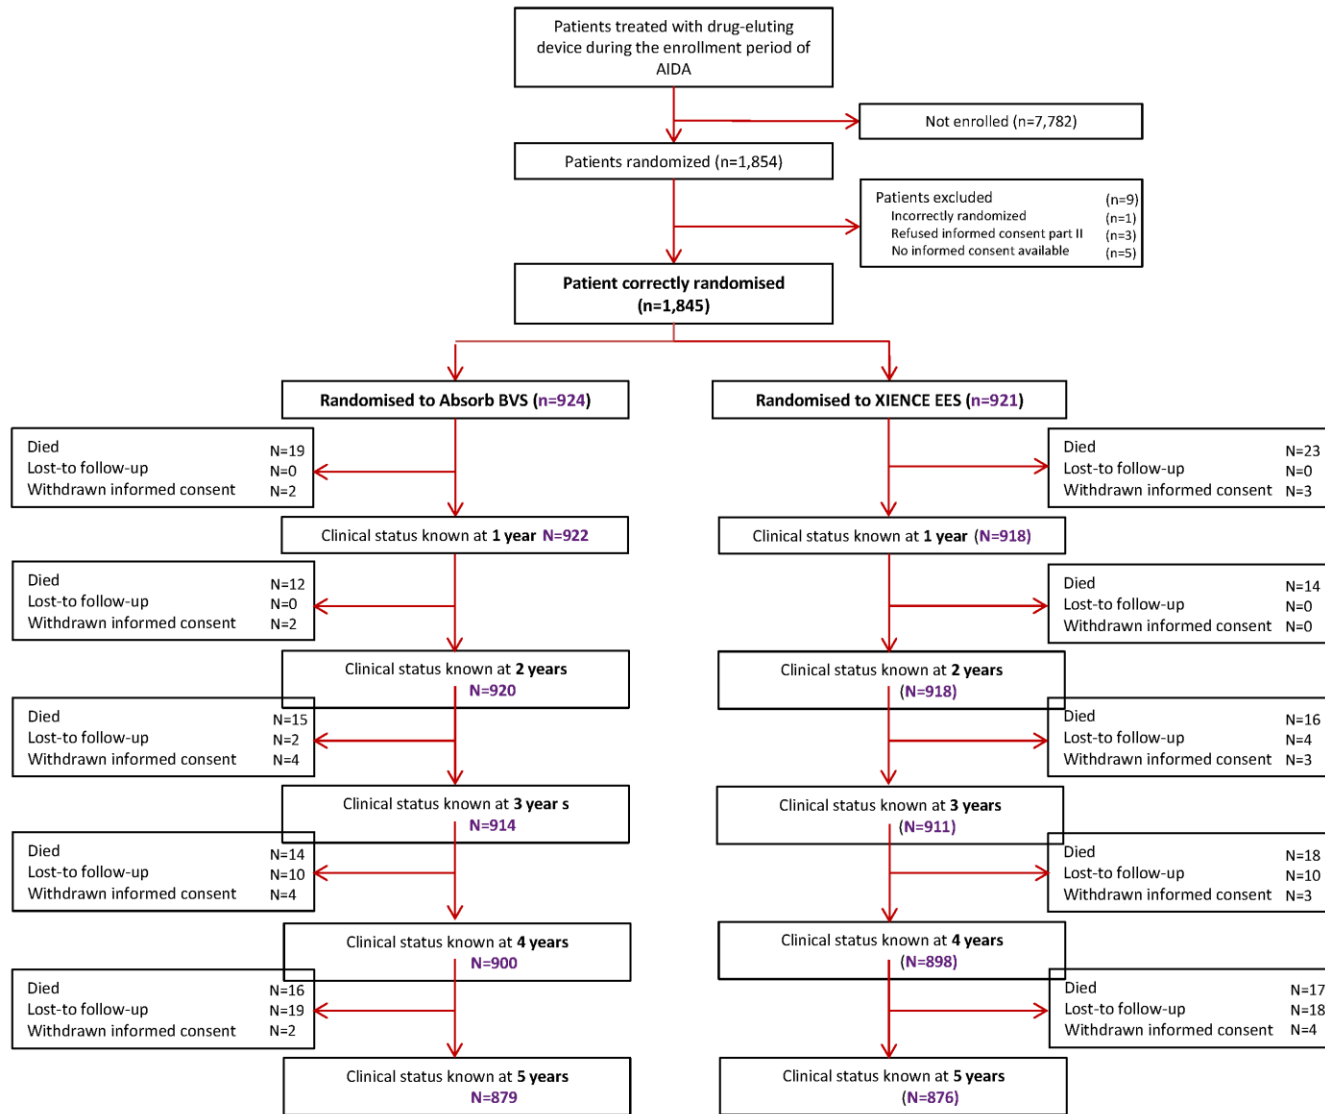 Patients treated with drug-eluting
device during the enrollment period of
AIDA
Not enrolled (n=7,782)
Patients randomized (n=1,854)
Patients excluded (n=9)
Incorrectly randomized (n=1)
Refused informed consent part II (n=3)
No informed consent available (n=5)
Patient correctly randomised
(n=1,845)
Randomised to Absorb BVS (n=924)
Randomised to XIENCE EES (n=921)
Died N=19
Lost-to follow-up N=0
Withdrawn informed consent N=2
Died N=23
Lost-to follow-up N=0
Withdrawn informed consent N=3
Clinical status known at 1 year N=922
Clinical status known at 1 year (N=918)
Died N=12
Lost-to follow-up N=0
Withdrawn informed consent N=2
Died N=14
Lost-to follow-up N=0
Withdrawn informed consent N=0
Clinical status known at 2 years
N=920
Clinical status known at 2 years
(N=918)
Died N=15
Lost-to follow-up N=2
Withdrawn informed consent N=4
Died N=16
Lost-to follow-up N=4
Withdrawn informed consent N=3
Clinical status known at 3 year s
N=914
Clinical status known at 3 years
(N=911)
Died N=14
Lost-to follow-up N=10
Withdrawn informed consent N=4
Died N=18
Lost-to follow-up N=10
Withdrawn informed consent N=3
Clinical status known at 4 years
N=900
Clinical status known at 4 years
(N=898)
Died N=16
Lost-to follow-up N=19
Withdrawn informed consent N=2
Died N=17
Lost-to follow-up N=18
Withdrawn informed consent N=4
Clinical status known at 5 years
N=879
Clinical status known at 5 years
(N=876)